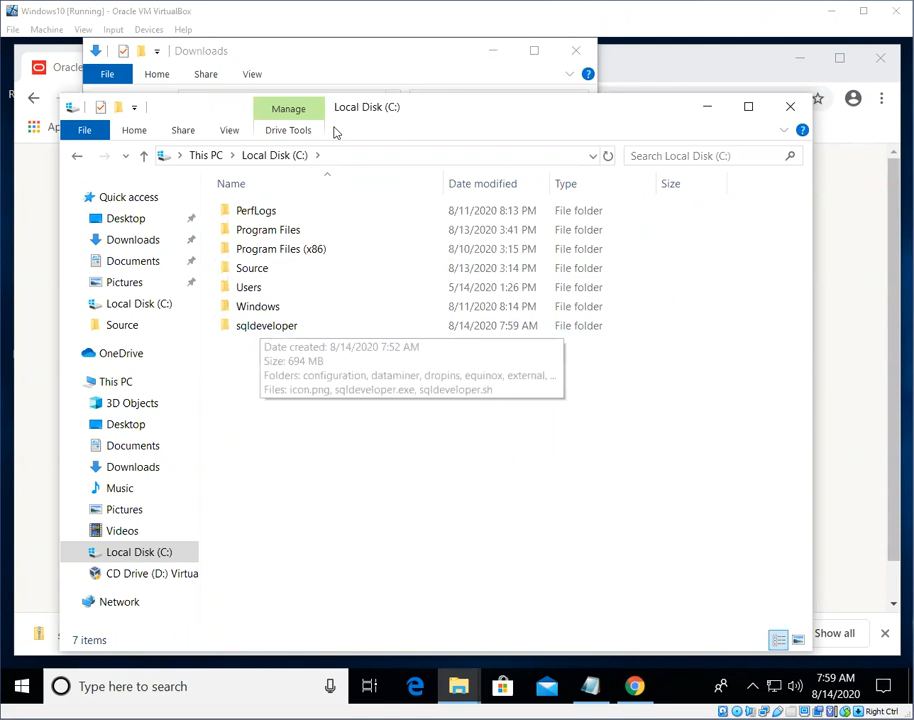 Windows10 [Running] - Oracle VM VirtualBox
File Machine View Input Devices Help
Downloads
Oracle
File Home Share View
Manage Local Disk (C:)
File Home Share View Drive Tools
This PC > Local Disk (C:) >
Search Local Disk (C:)
Name Date modified Type Size
Quick access
Desktop
Downloads
Documents
Pictures
Local Disk (C:)
Source
OneDrive
This PC
3D Objects
Desktop
Documents
Downloads
Music
Pictures
Videos
Local Disk (C:)
CD Drive (D:) Virtua
Network
PerfLogs 8/11/2020 8:13 PM File folder
Program Files 8/13/2020 3:41 PM File folder
Program Files (x86) 8/10/2020 3:15 PM File folder
Source 8/13/2020 3:14 PM File folder
Users 5/14/2020 1:26 PM File folder
Windows 8/11/2020 8:14 PM File folder
sqldeveloper 8/14/2020 7:59 AM File folder
Date created: 8/14/2020 7:52 AM
Size: 694 MB
Folders: configuration, dataminer, dropins, equinox, external, ...
Files: icon.png, sqldeveloper.exe, sqldeveloper.sh
7 items
Show all
Type here to search
7:59 AM
8/14/2020
Right Ctrl